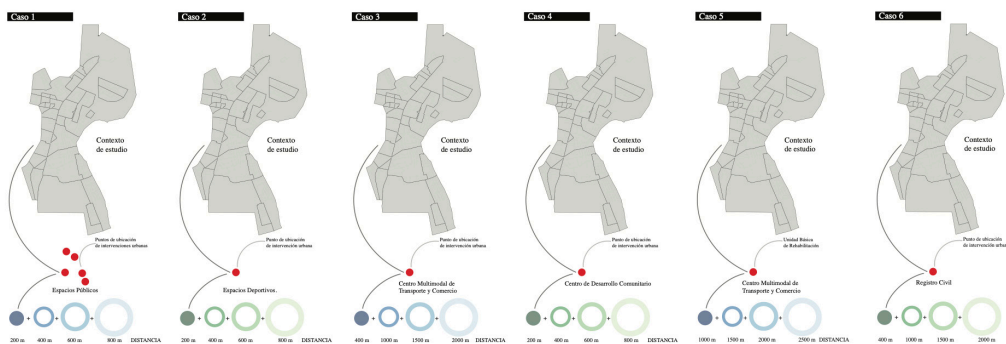 Caso 1
Contexto
de estudio
Puntos de ubicación
de intervenciones urbanas
Espacios Públicos
200 m 400 m 600 m 800 m DISTANCIA
Caso 2
Contexto
de estudio
Punto de ubicación
de intervención urbana
Espacios Deportivos.
200 m 400 m 600 m 800 m DISTANCIA
Caso 3
Contexto
de estudio
Punto de ubicación
de intervención urbana
Centro Multimodal de
Transporte y Comercio
400 m 1000 m 1500 m 2000 m DISTANCIA
Caso 4
Contexto
de estudio
Punto de ubicación
de intervención urbana
Centro de Desarrollo Comunitario
200 m 400 m 600 m 800 m DISTANCIA
Caso 5
Contexto
de estudio
Unidad Básica
de Rehabiliación
Centro Multimodal de
Transporte y Comercio
1000 m 1500 m 2000 m 2500 m DISTANCIA
Caso 6
Contexto
de estudio
Punto de ubicación
de intervención urban
Registro Civil
400 m 1000 m 1500 m 2000 m